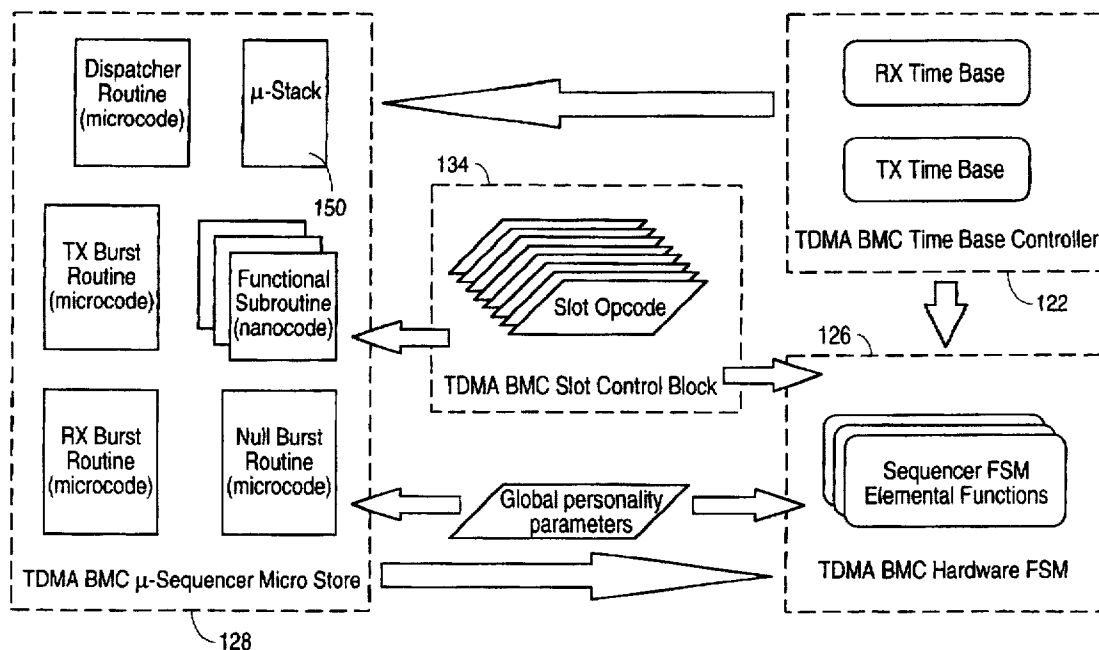 Dispatcher
Routine
(microcode)
μ-Stack
150
RX Time Base
TX Time Base
TDMA BMC Time Base Controller
122
134
Slot Opcode
TDMA BMC Slot Control Block
TX Burst
Routine
(microcode)
Functional
Subroutine
(nanocode)
126
RX Burst
Routine
(microcode)
Null Burst
Routine
(microcode)
Global personality
parameters
Sequencer FSM
Elemental Functions
TDMA BMC μ-Sequencer Micro Store
TDMA BMC Hardware FSM
128